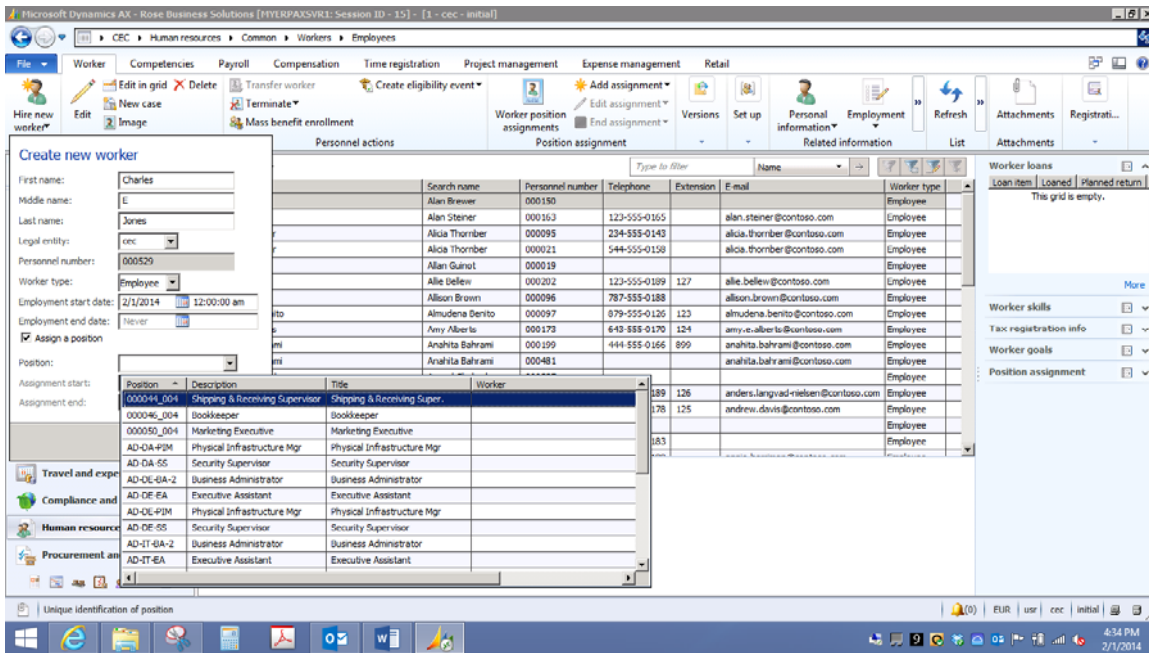 Microsoft Dynamics AX - Rose Business Solutions [MYERPAXSVR1: Session ID - 15] - [1 - cec - initial]
CEC Human resources Common Workers Employees
File Worker Competencies Payroll Compensation Time registration Project management Expense management Retail
Hire new worker
Edit
Edit in grid Delete
New case
Image
Transfer worker
Terminate
Mass benefit enrollment
Create eligibility event
Personnel actions
Worker position assignments
Add assignment
Edit assignment
End assignment
Position assignment
Versions
Set up
Personal information
Employment
Related information
Refresh
List
Attachments
Attachments
Registrati...
Create new worker
First name: Charles
Middle name: E
Last name: Jones
Legal entity: cec
Personnel number: 000529
Worker type: Employee
Employment start date: 2/1/2014 12:00:00 am
Employment end date: Never
Assign a position
Position:
Assignment start:
Assignment end:
Type to filter Name
Search name Personnel number Telephone Extension E-mail Worker type
Alan Brewer 000150 Employee
Alan Steiner 000163 123-555-0165 alan.steiner@contoso.com Employee
Alicia Thornber 000095 234-555-0143 alicia.thornber@contoso.com Employee
Alicia Thornber 000021 544-555-0158 alicia.thornber@contoso.com Employee
Allan Guinot 000019 Employee
Allie Bellew 000202 123-555-0189 127 allie.bellew@contoso.com Employee
Allison Brown 000096 787-555-0188 allison.brown@contoso.com Employee
Almudena Benito 000097 879-555-0126 123 almudena.benito@contoso.com Employee
Amy Alberts 000173 643-555-0170 124 amy.e.alberts@contoso.com Employee
Anahita Bahrami 000199 444-555-0166 899 anahita.bahrami@contoso.com Employee
Anahita Bahrami 000481 anahita.bahrami@contoso.com Employee
Employee
189 126 anders.langvad-nielsen@contoso.com Employee
178 125 andrew.davis@contoso.com Employee
Employee
183 Employee
Position Description Title Worker
000044_004 Shipping & Receiving Supervisor Shipping & Receiving Super.
000046_004 Bookkeeper Bookkeeper
000050_004 Marketing Executive Marketing Executive
AD-DA-PIM Physical Infrastructure Mgr Physical Infrastructure Mgr
AD-DA-SS Security Supervisor Security Supervisor
AD-DE-BA-2 Business Administrator Business Administrator
AD-DE-EA Executive Assistant Executive Assistant
AD-DE-PIM Physical Infrastructure Mgr Physical Infrastructure Mgr
AD-DE-SS Security Supervisor Security Supervisor
AD-IT-BA-2 Business Administrator Business Administrator
AD-IT-EA Executive Assistant Executive Assistant
Worker loans
Loan item Loaned Planned return
This grid is empty.
More
Worker skills
Tax registration info
Worker goals
Position assignment
Travel and expe
Compliance and
Human resource
Procurement an
Unique identification of position
(0) EUR usr cec initial
4:34 PM
2/1/2014